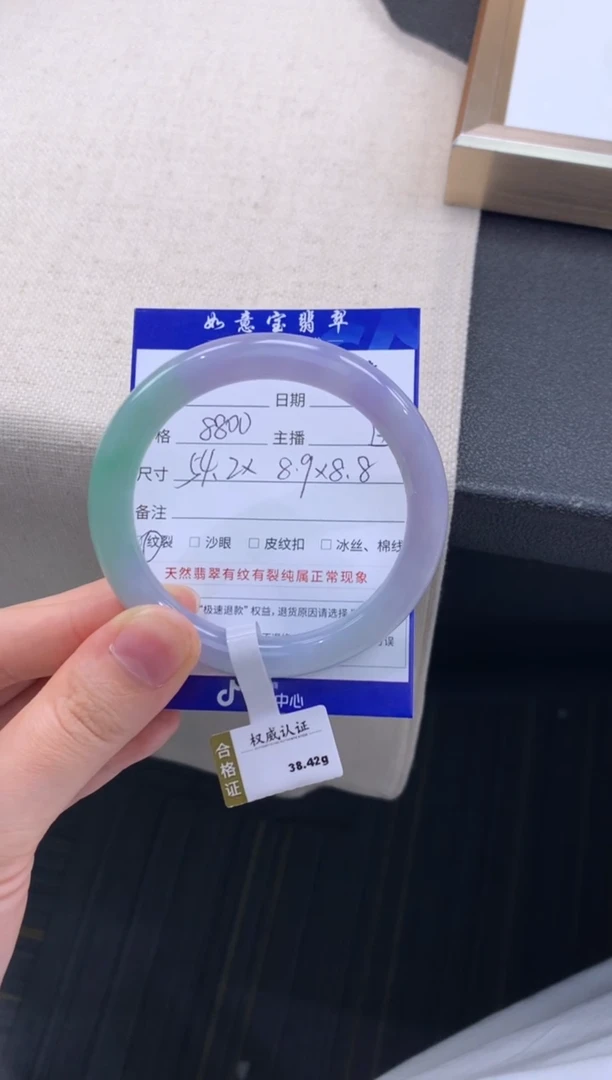 如意宝翡翠
日期
格 8800 主播
尺寸 54.2x 8.9x8.8
备注
纹裂 □ 沙眼 □ 皮纹扣 □ 冰丝、棉线
天然翡翠有纹有裂纯属正常现象
"极速退款"权益,退货原因请选择"
中心
合格证
权威认证
38.42g